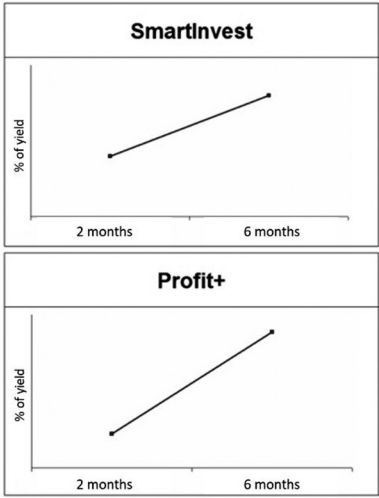 SmartInvest
% of yield
2 months 6 months
Profit+
% of yield
2 months 6 months